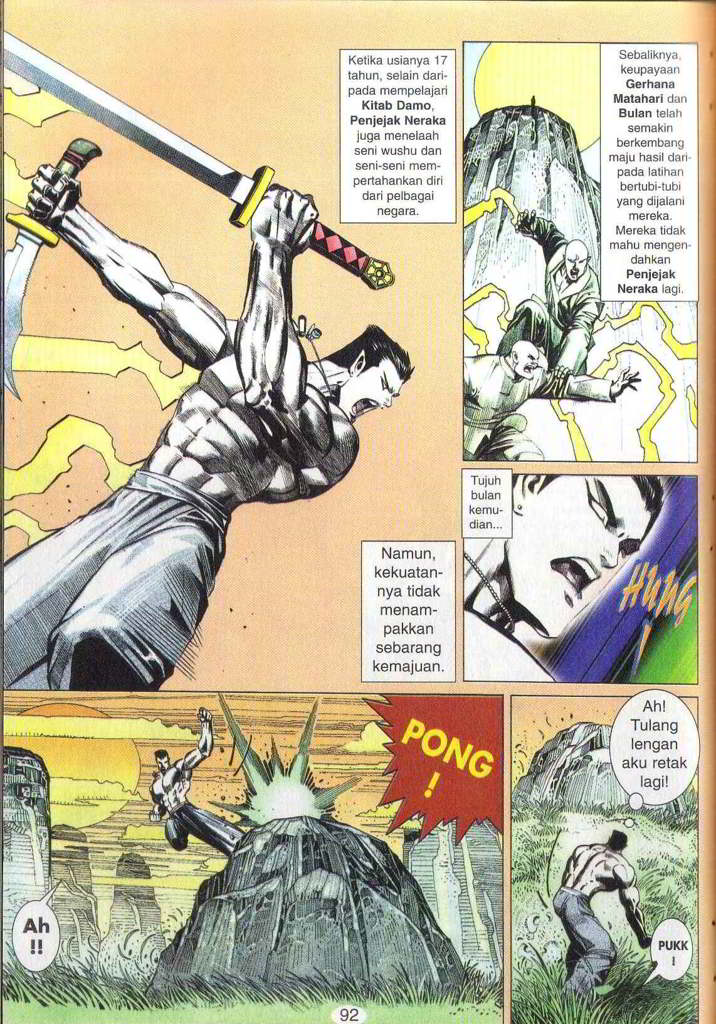 Ketika usianya 17
tahun, selain dari-
pada mempelajari
Kitab Damo,
Penjejak Neraka
juga menelaah
seni wushu dan
seni-seni mem-
pertahankan diri
dari pelbagai
negara.
Sebaliknya,
keupayaan
Gerhana
Matahari dan
Bulan telah
semakin
berkembang
maju hasil dari-
pada latihan
bertubi-tubi
yang dijalani
mereka.
Mereka tidak
mahu mengen-
dahkan
Penjejak
Neraka lagi.
Namun,
kekuatan-
nya tidak
menam-
pakkan
sebarang
kemajuan.
Tujuh
bulan
kemu-
dian...
HUNG
!
PONG
!
Ah
!!
Ah!
Tulang
lengan
aku retak
lagi!
PUKK
!
92